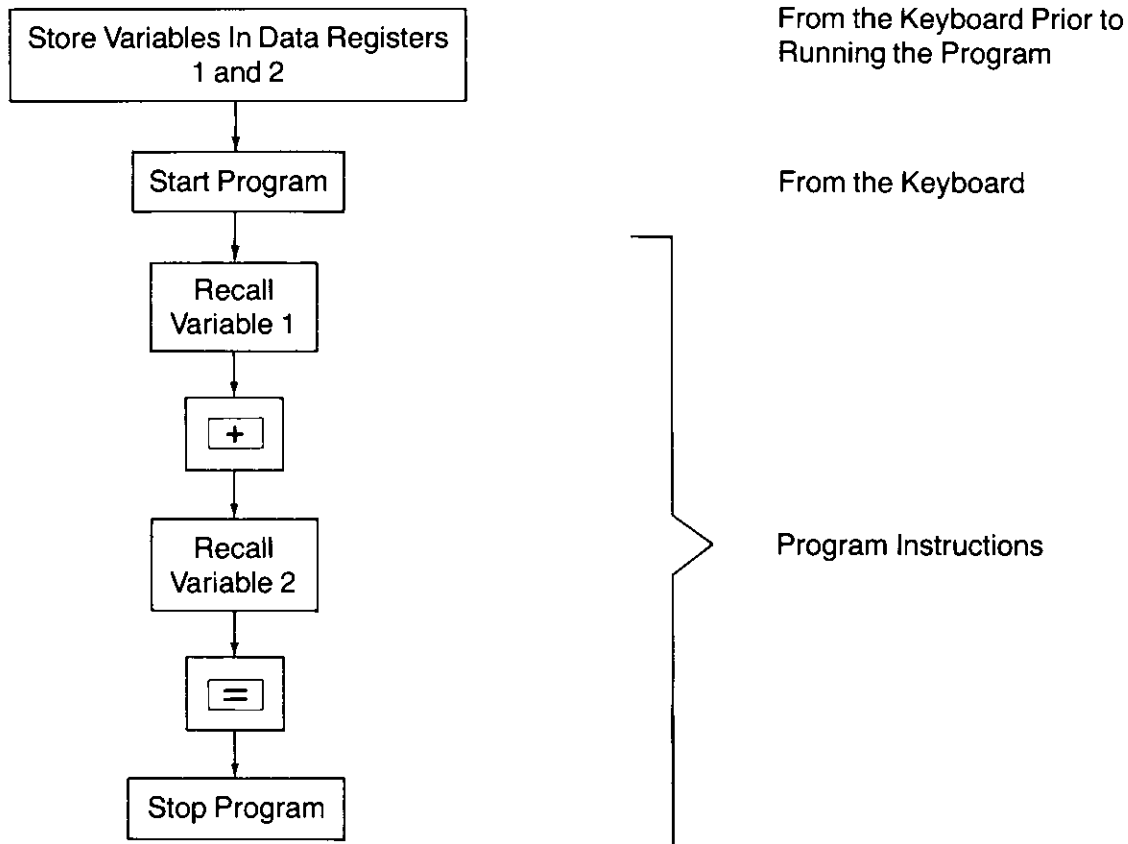 Store Variables In Data Registers
1 and 2
From the Keyboard Prior to
Running the Program
Start Program
From the Keyboard
Recall
Variable 1
+
Recall
Variable 2
Program Instructions
=
Stop Program